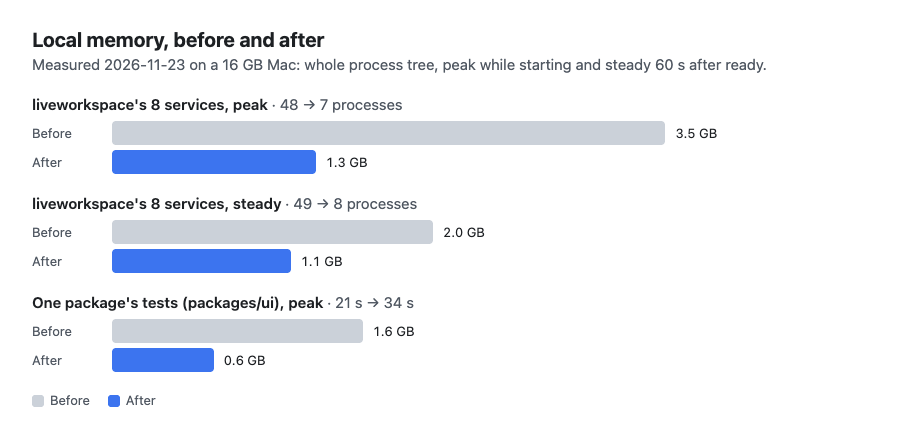 Local memory, before and after
Measured 2026-11-23 on a 16 GB Mac: whole process tree, peak while starting and steady 60 s after ready.
liveworkspace's 8 services, peak · 48 → 7 processes
Before 3.5 GB
After 1.3 GB
liveworkspace's 8 services, steady · 49 → 8 processes
Before 2.0 GB
After 1.1 GB
One package's tests (packages/ui), peak · 21 s → 34 s
Before 1.6 GB
After 0.6 GB
Before After